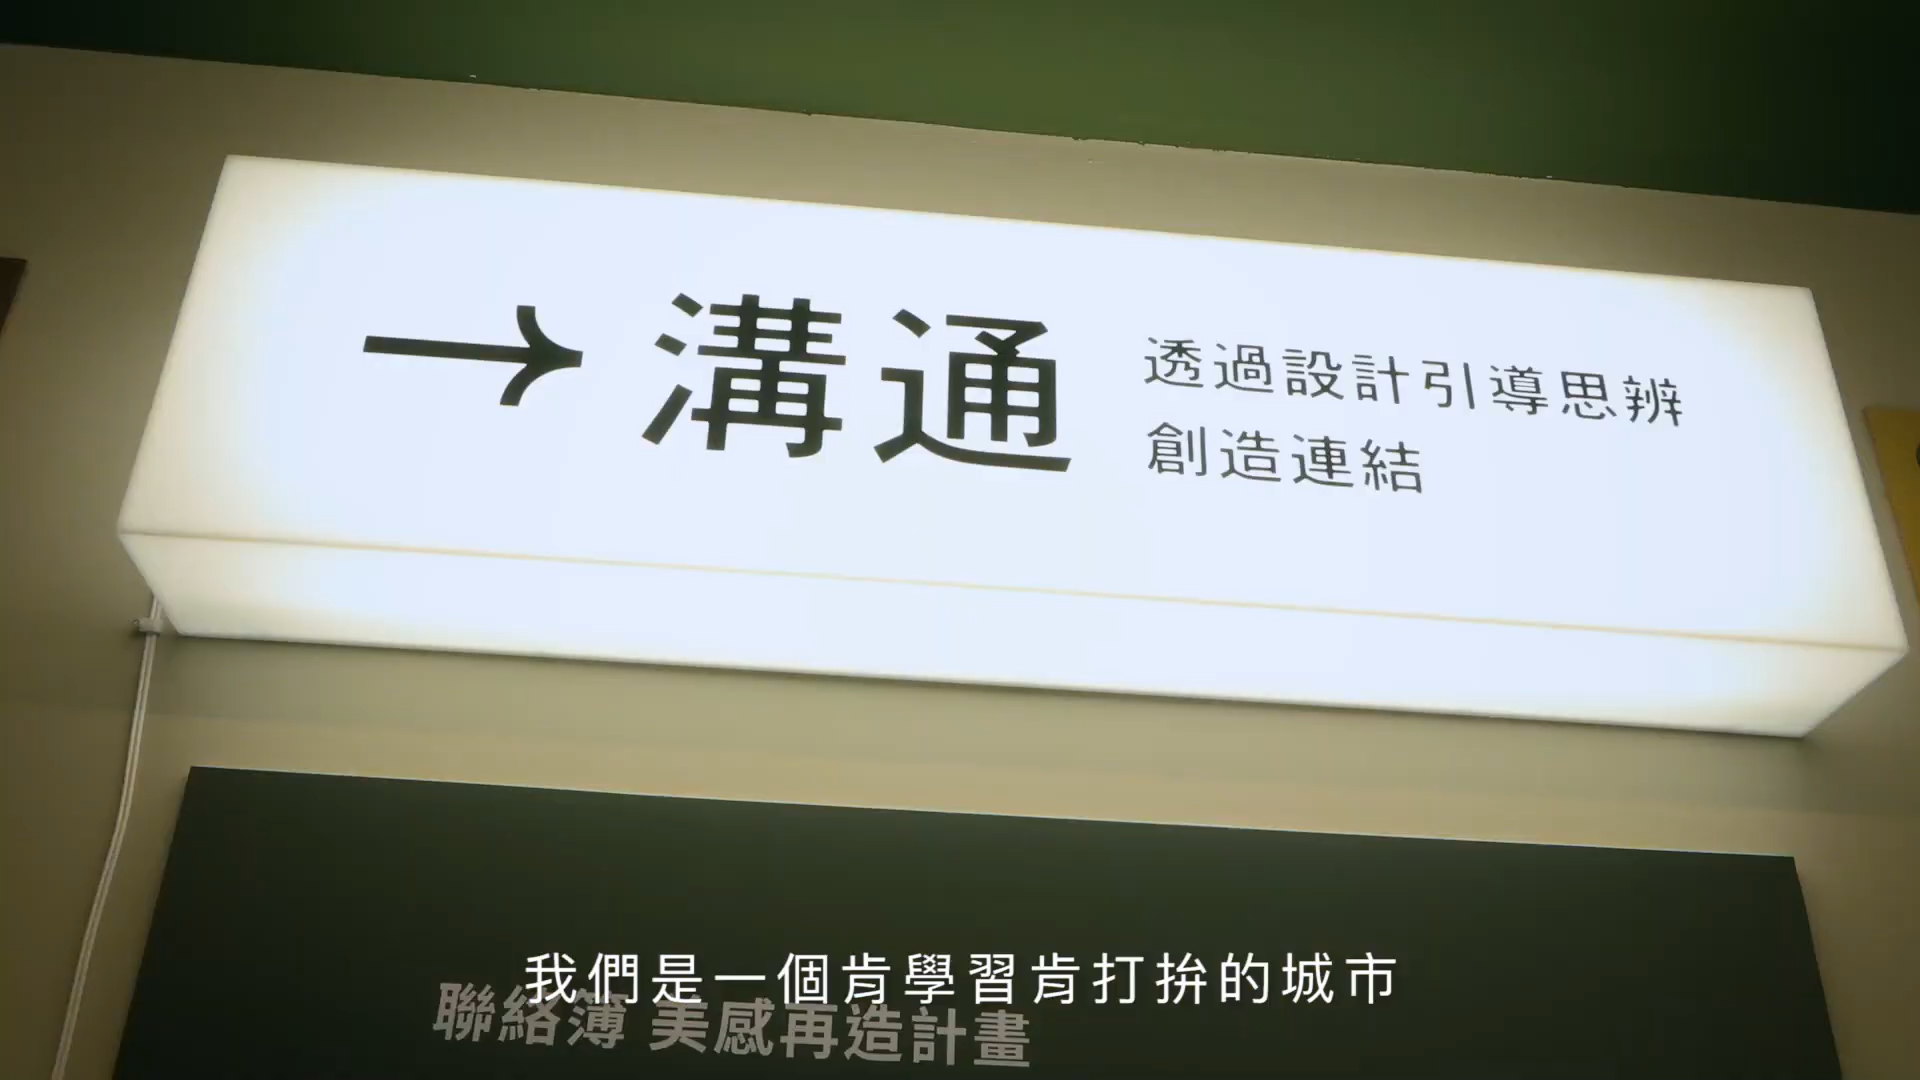 →溝通
透過設計引導思辨
創造連結
我們是一個肯學習肯打拚的城市
聯絡簿 美感再造計畫